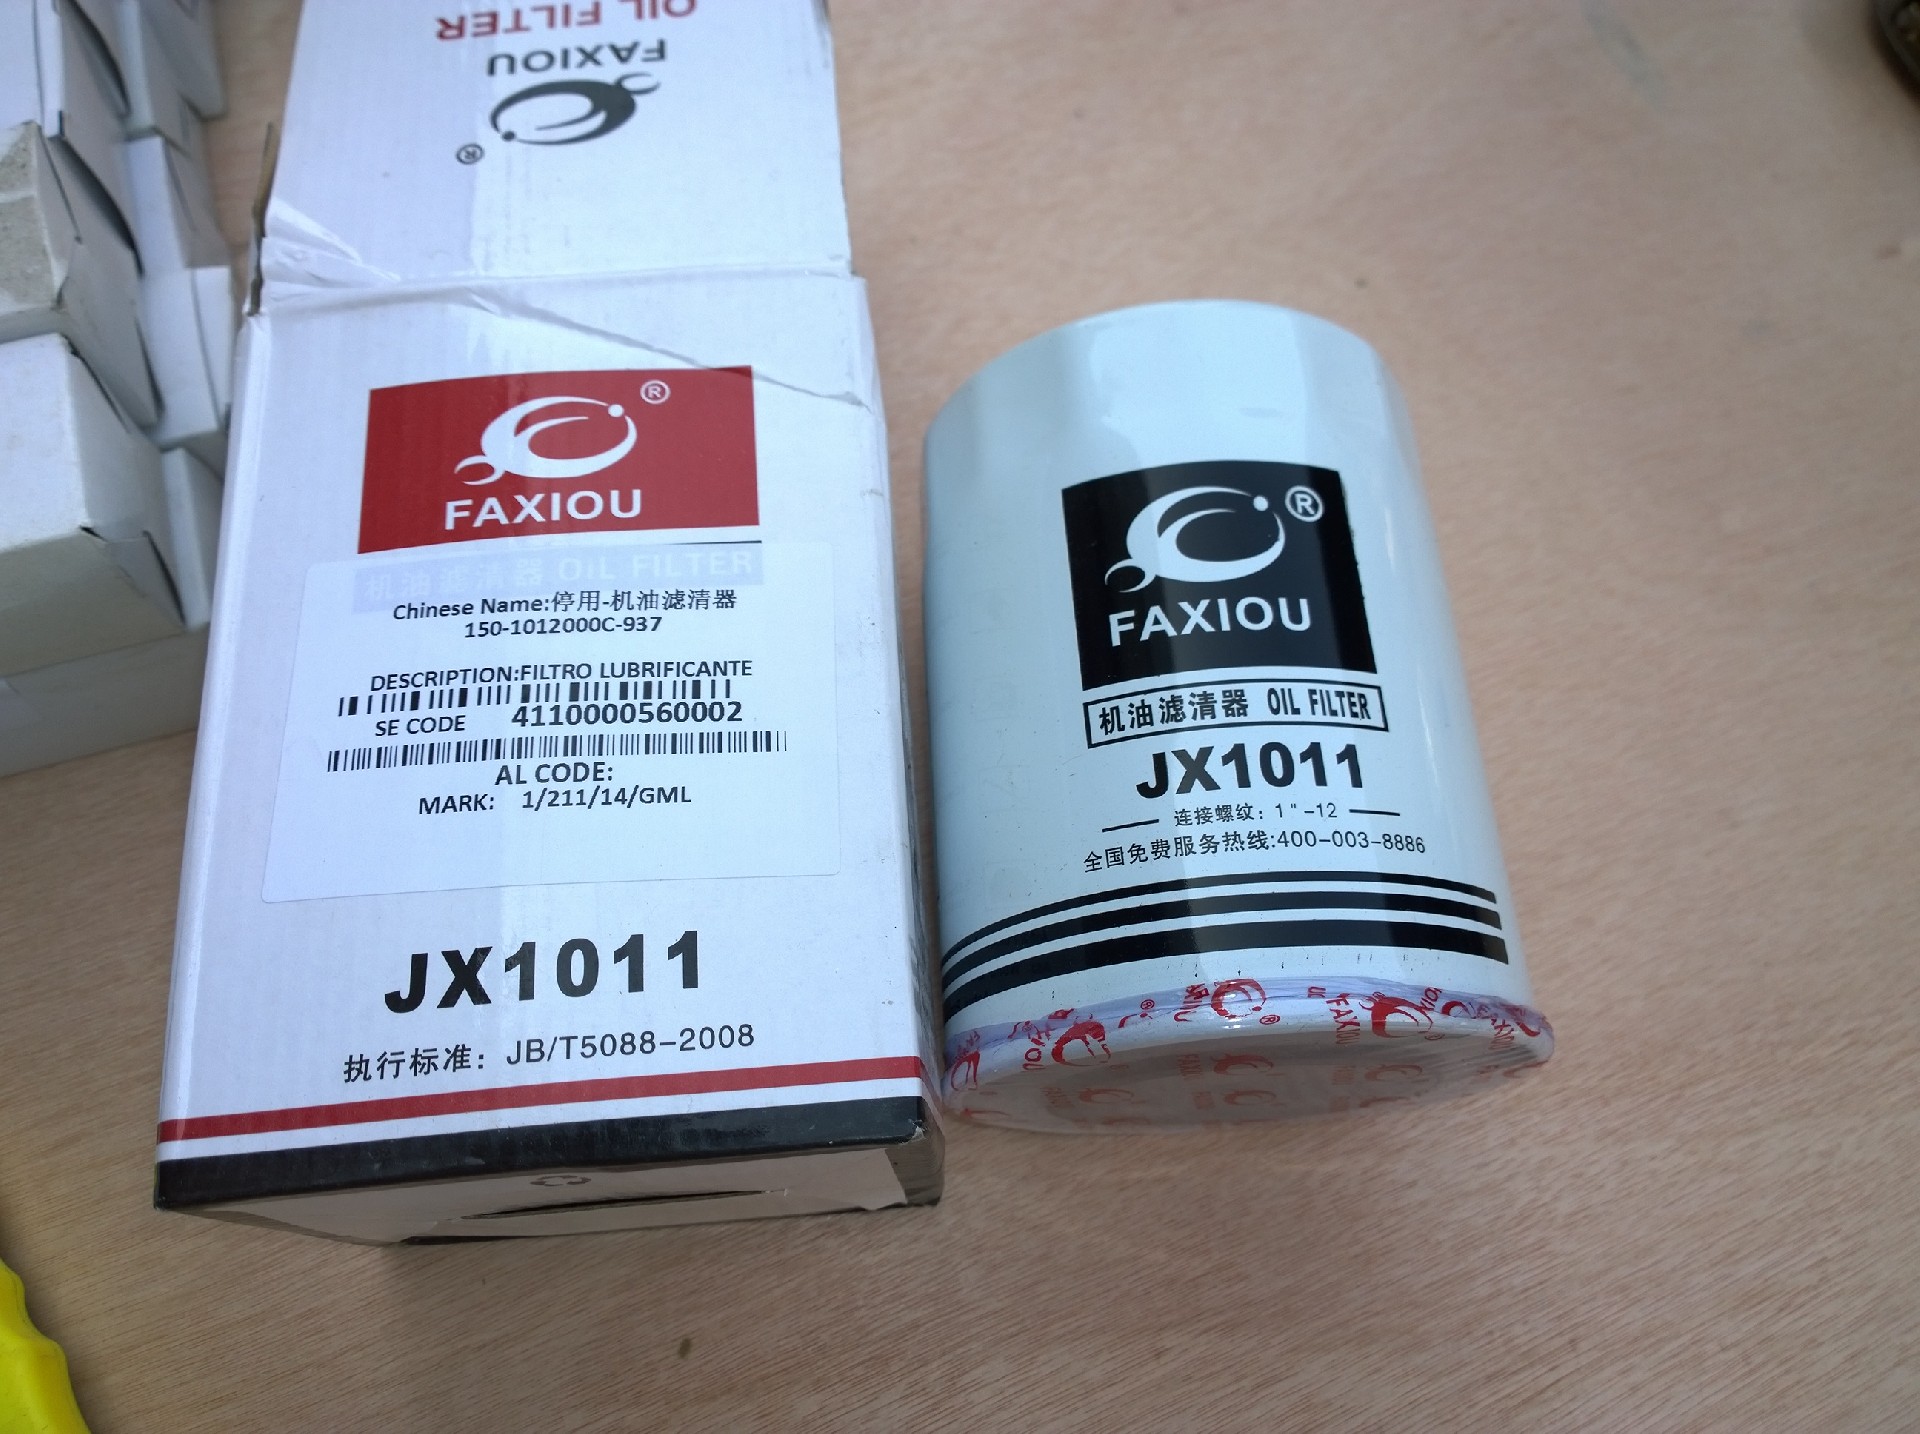 OIL FILTER
FAXIOU
®
®
FAXIOU
机油滤清器 OiL FILTER
Chinese Name:停用-机油滤清器
150-1012000C-937
DESCRIPTION:FILTRO LUBRIFICANTE
SE CODE 4110000560002
AL CODE:
MARK: 1/211/14/GML
JX1011
执行标准: JB/T5088-2008
®
FAXIOU
机油滤清器 OIL FILTER
JX1011
连接螺纹: 1"-12
全国免费服务热线:400-003-8886
FAXIOU